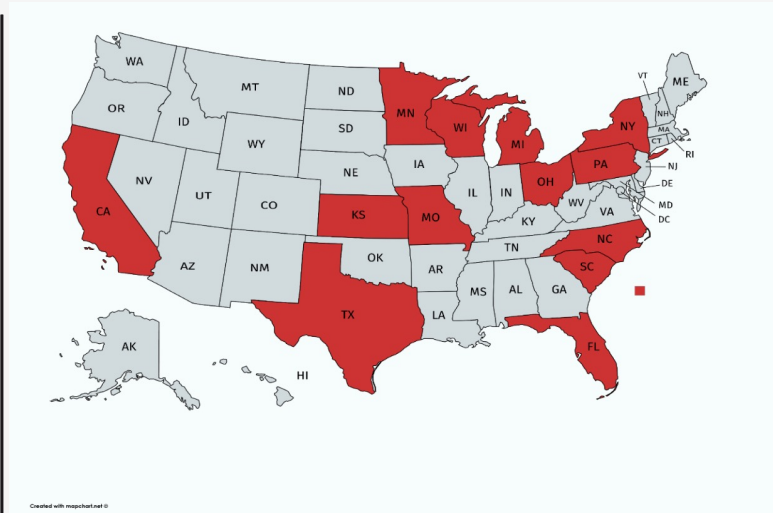 WA
MT
ND
MN
VT
ME
OR
ID
SD
WI
MI
NY
NH
MA
CT
RI
WY
IA
NE
PA
NJ
NV
UT
CO
IL
IN
OH
DE
MD
DC
CA
KS
MO
WV
VA
KY
AZ
NM
OK
AR
TN
NC
SC
MS
AL
GA
TX
LA
FL
AK
HI
Created with mapchart.net ©